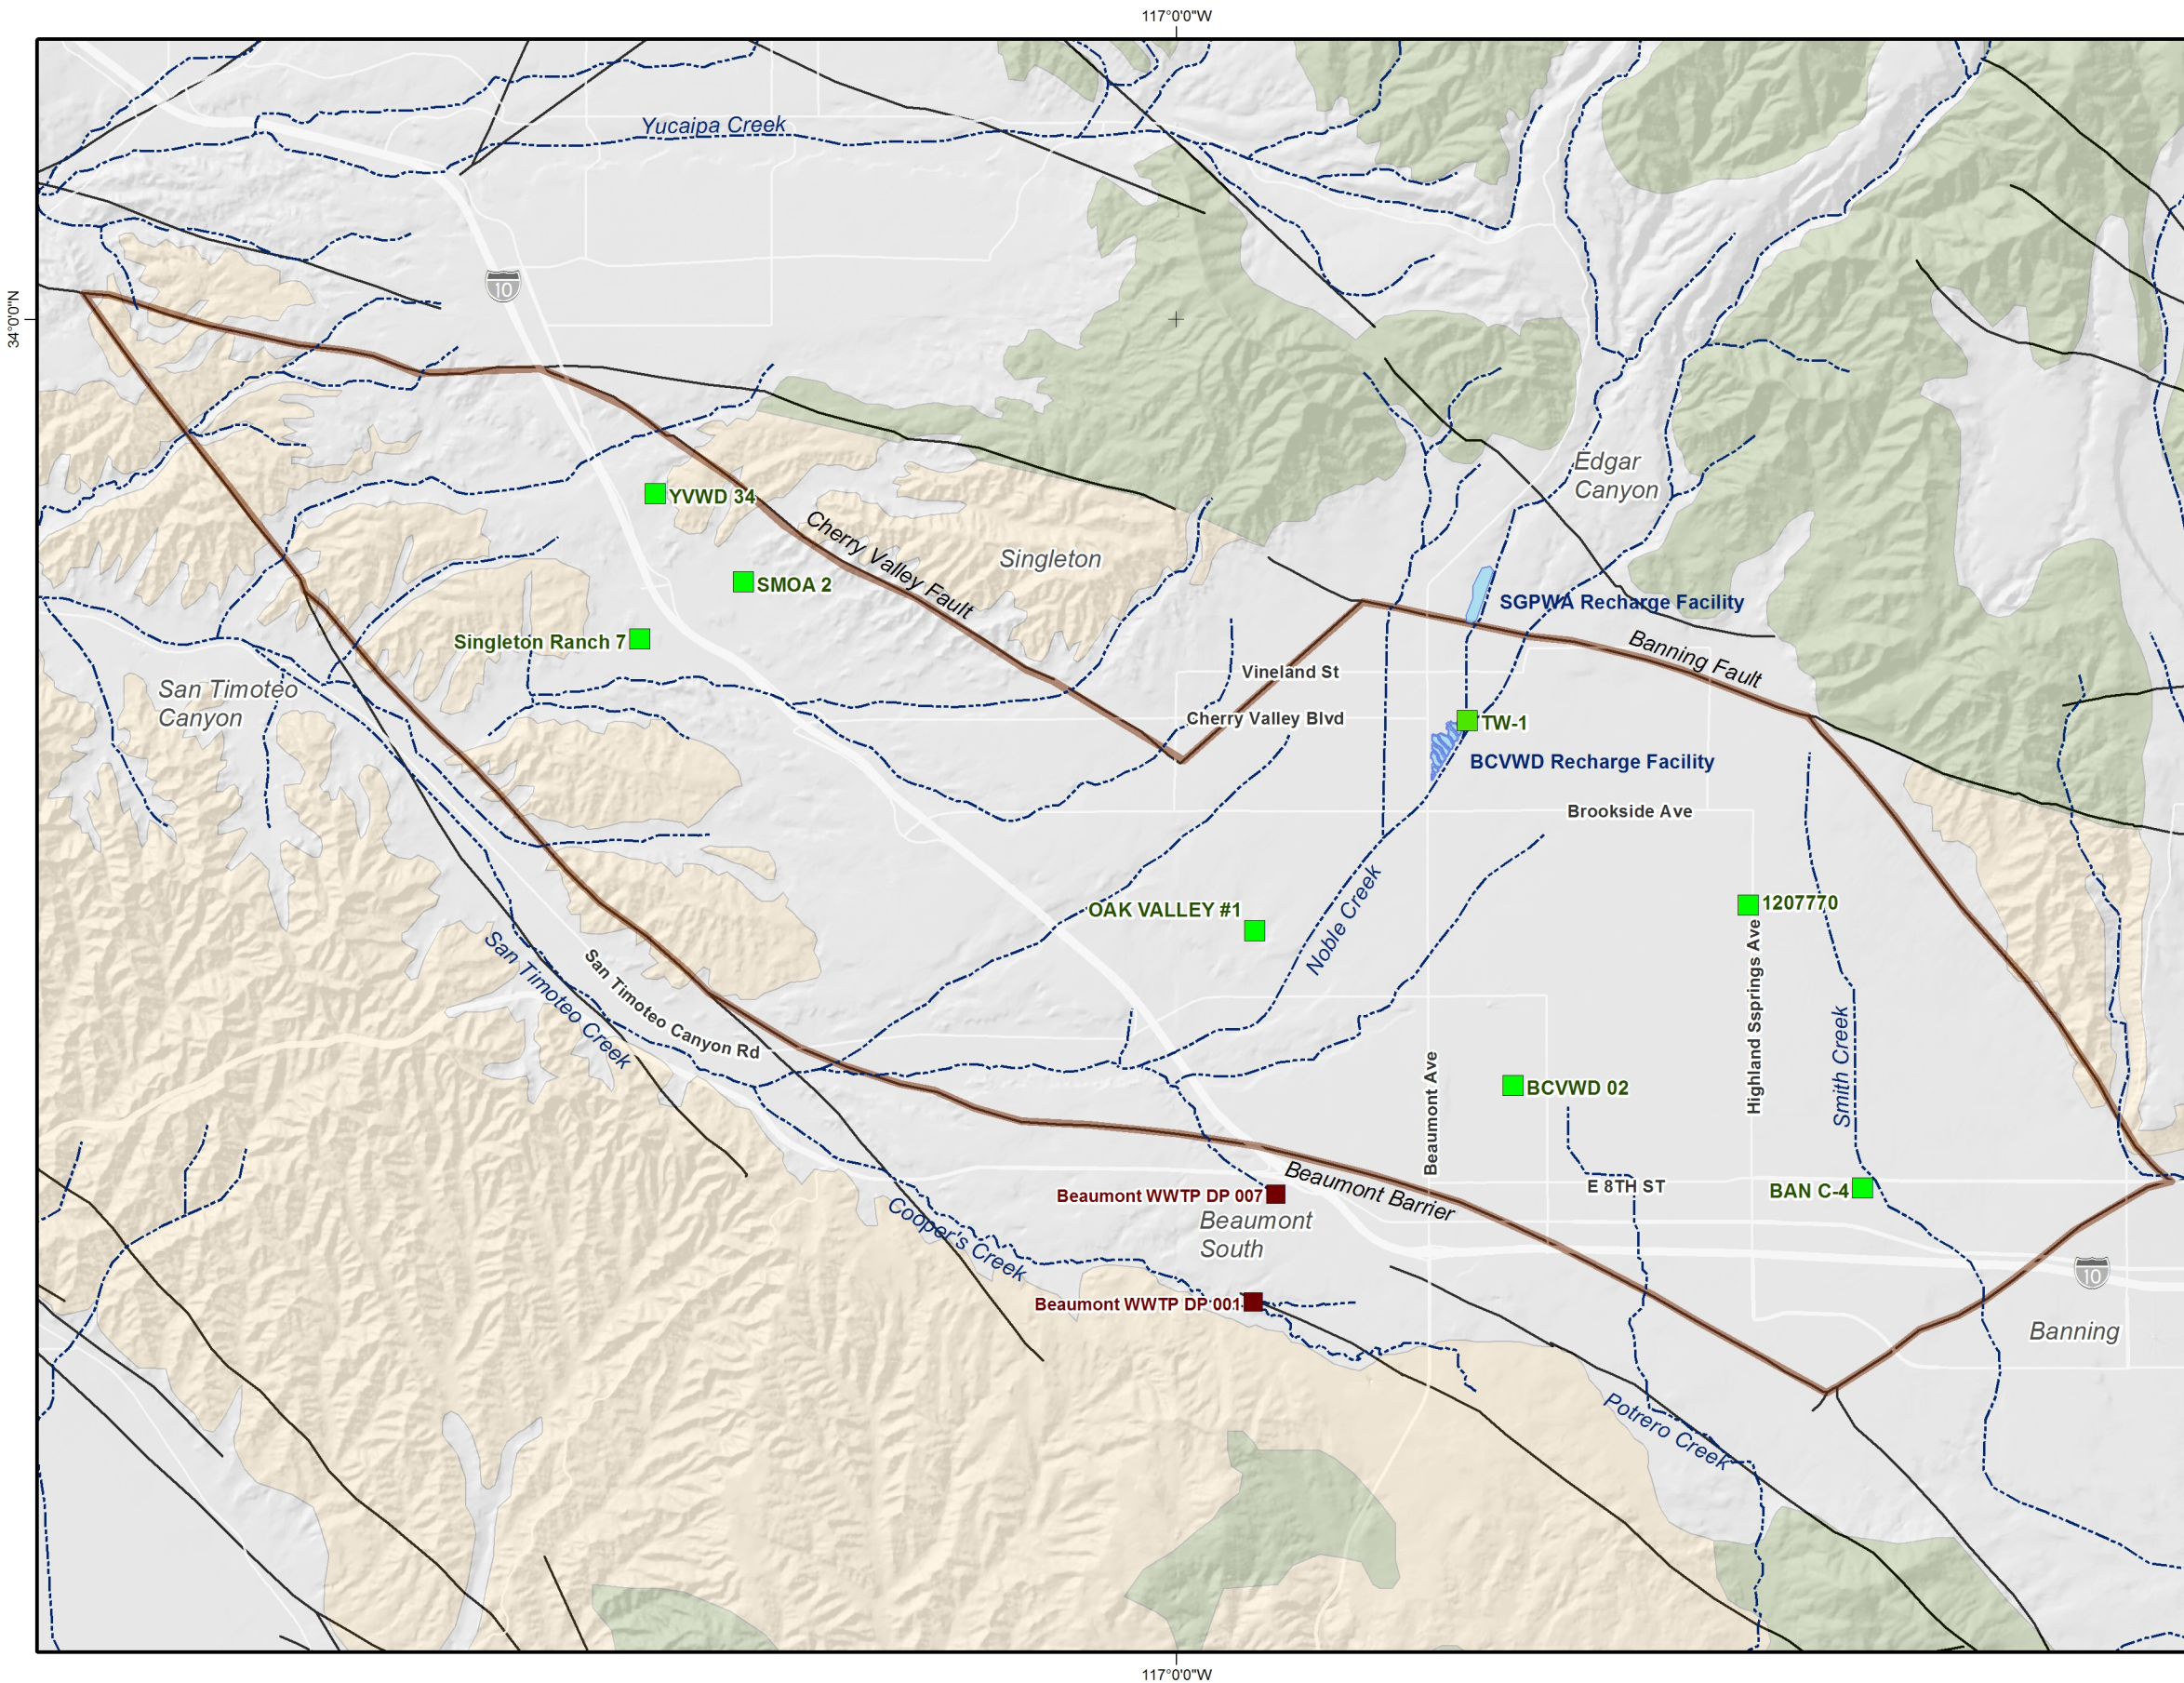 117°0'0"W
34°0'0"N
Yucaipa Creek
10
Edgar
Canyon
YVWD 34
Cherry Valley Fault
Singleton
SMOA 2
SGPWA Recharge Facility
Singleton Ranch 7
Banning Fault
Vineland St
San Timoteo
Canyon
Cherry Valley Blvd
TW-1
BCVWD Recharge Facility
Brookside Ave
OAK VALLEY #1
1207770
Noble Creek
Highland Ssprings Ave
San Timoteo Creek
San Timoteo Canyon Rd
Smith Creek
Beaumont Ave
BCVWD 02
Beaumont Barrier
E 8TH ST
BAN C-4
Beaumont WWTP DP 007
Beaumont
South
Cooper's Creek
10
Beaumont WWTP DP 001
Banning
Potrero Creek
117°0'0"W